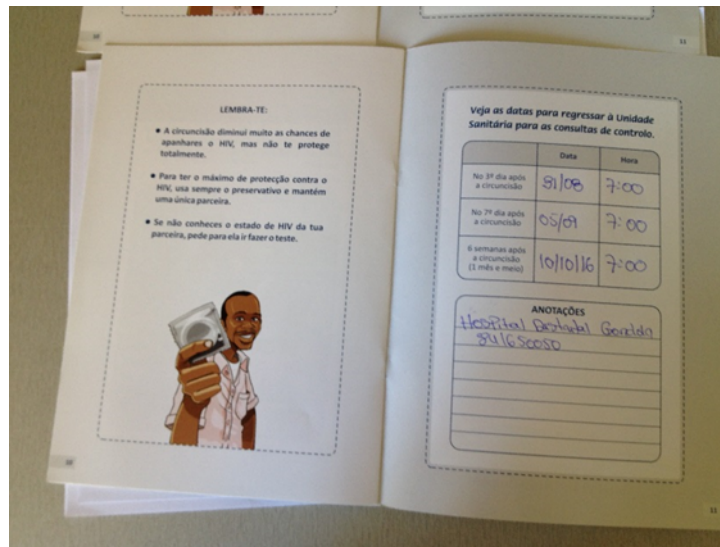 10
11
LEMBRA-TE:
• A circuncisão diminui muito as chances de
apanhares o HIV, mas não te protege
totalmente.
• Para ter o máximo de protecção contra o
HIV, usa sempre o preservativo e mantém
uma única parceira.
• Se não conheces o estado de HIV da tua
parceira, pede para ela ir fazer o teste.
10
Veja as datas para regressar à Unidade
Sanitária para as consultas de controlo.
Data Hora
No 3º dia após
a circuncisão
31/08 7:00
No 7º dia após
a circuncisão
05/09 7:00
6 semanas após
a circuncisão
(1 mês e meio)
10/10/16 7:00
ANOTAÇÕES
Hospital
11